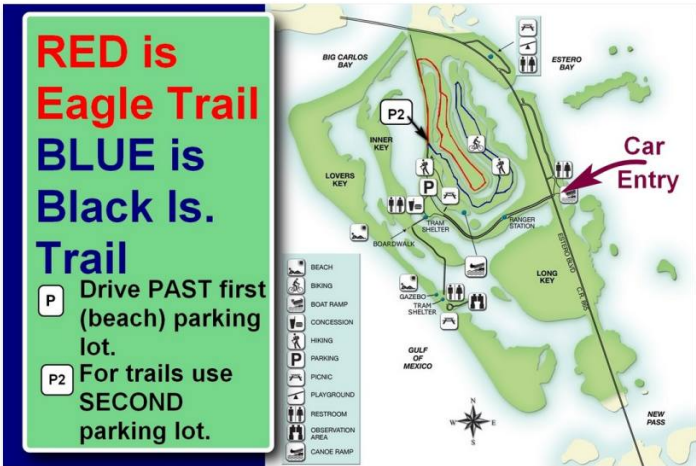 RED is
Eagle Trail
BLUE is
Black Is.
Trail
P Drive PAST first
(beach) parking
lot.
P2 For trails use
SECOND
parking lot.
BIG CARLOS
BAY
ESTERO
BAY
P2
INNER
KEY
LOVERS
KEY
Car
Entry
P
TRAM
SHELTER
RANGER
STATION
BOARDWALK
ESTERO BLVD
C.R. 865
LONG
KEY
GAZEBO
TRAM
SHELTER
GULF
OF
MEXICO
NEW
PASS
N
W
E
S
BEACH
BIKING
BOAT RAMP
CONCESSION
HIKING
P PARKING
PICNIC
PLAYGROUND
RESTROOM
OBSERVATION
AREA
CANOE RAMP